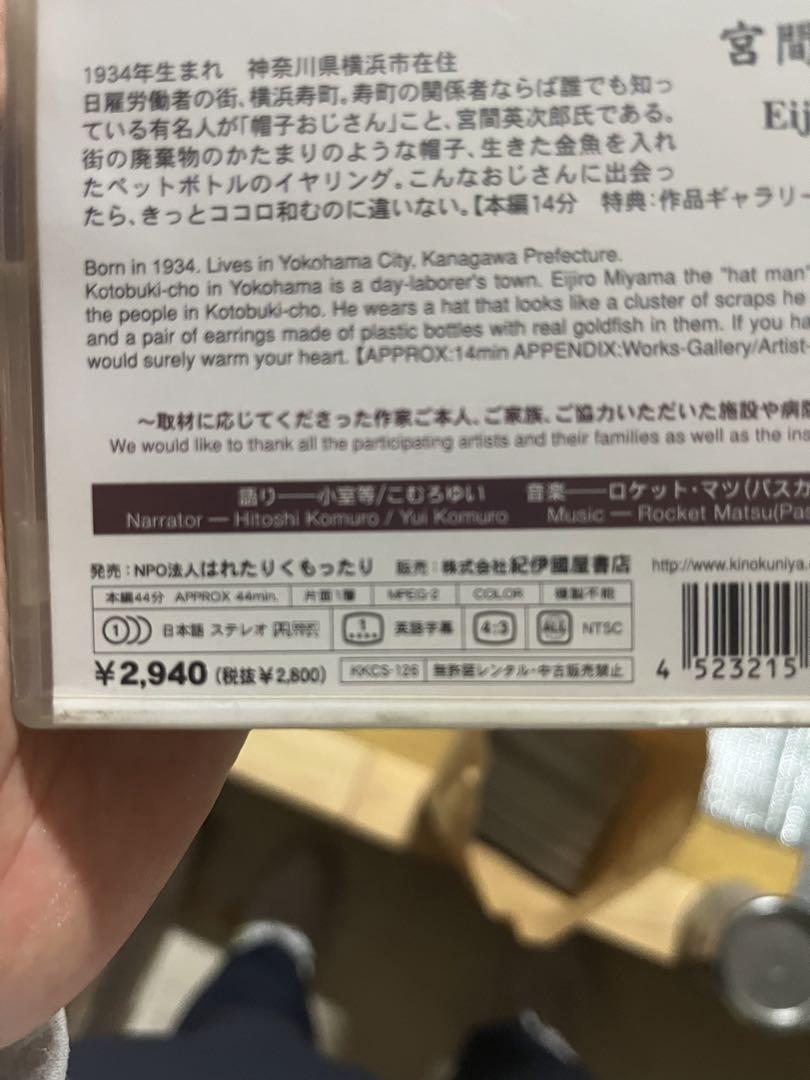 宮間
Eij
1934年生まれ 神奈川県横浜市在住
日雇労働者の街、横浜寿町。寿町の関係者ならば誰でも知っ
ている有名人が「帽子おじさん」こと、宮間英次郎氏である。
街の廃棄物のかたまりのような帽子、生きた金魚を入れ
たペットボトルのイヤリング。こんなおじさんに出会っ
たら、きっとココロ和むのに違いない。【本編14分 特典:作品ギャラリー
Born in 1934. Lives in Yokohama City, Kanagawa Prefecture.
Kotobuki-cho in Yokohama is a day-laborer's town. Eijiro Miyama the "hat man"
the people in Kotobuki-cho. He wears a hat that looks like a cluster of scraps he
and a pair of earrings made of plastic bottles with real goldfish in them. If you ha
would surely warm your heart.【APPROX:14min APPENDIX:Works-Gallery/Artist-
〜取材に応じてくださった作家ご本人、ご家族、ご協力いただいた施設や病院
We would like to thank all the participating artists and their families as well as the ins
語り——小室等/こむろゆい 音楽——ロケット・マツ(パスカ
Narrator — Hitoshi Komuro / Yui Komuro Music — Rocket Matsu(Pas
発売:NPO法人はれたりくもったり 販売:株式会社紀伊國屋書店 http://www.kinokuniya.
本編44分 APPROX 44min. 片面1層 MPEG-2 COLOR 複製不能
1))) 日本語 ステレオ 1 英語字幕 4:3 ALL NTSC
¥2,940(税抜¥2,800) KKCS-126 無許諾レンタル・中古販売禁止
4 523215